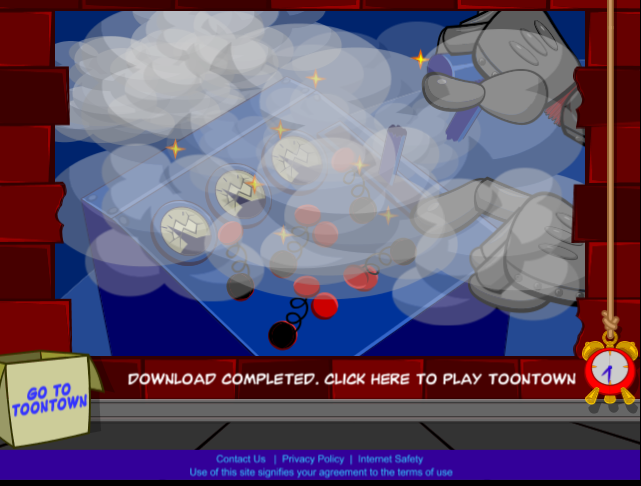 DOWNLOAD COMPLETED. CLICK HERE TO PLAY TOONTOWN
GO TO
TOONTOWN
Contact Us | Privacy Policy | Internet Safety
Use of this site signifies your agreement to the terms of use